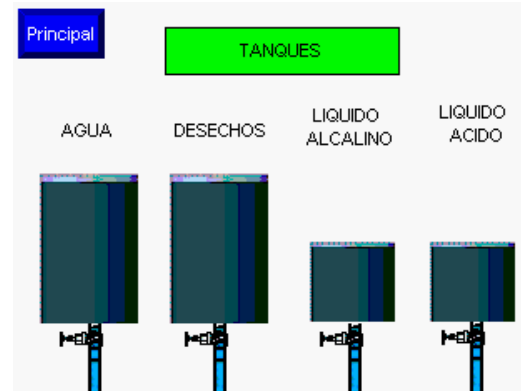 Principal
TANQUES
AGUA
DESECHOS
LIQUIDO
ALCALINO
LIQUIDO
ACIDO